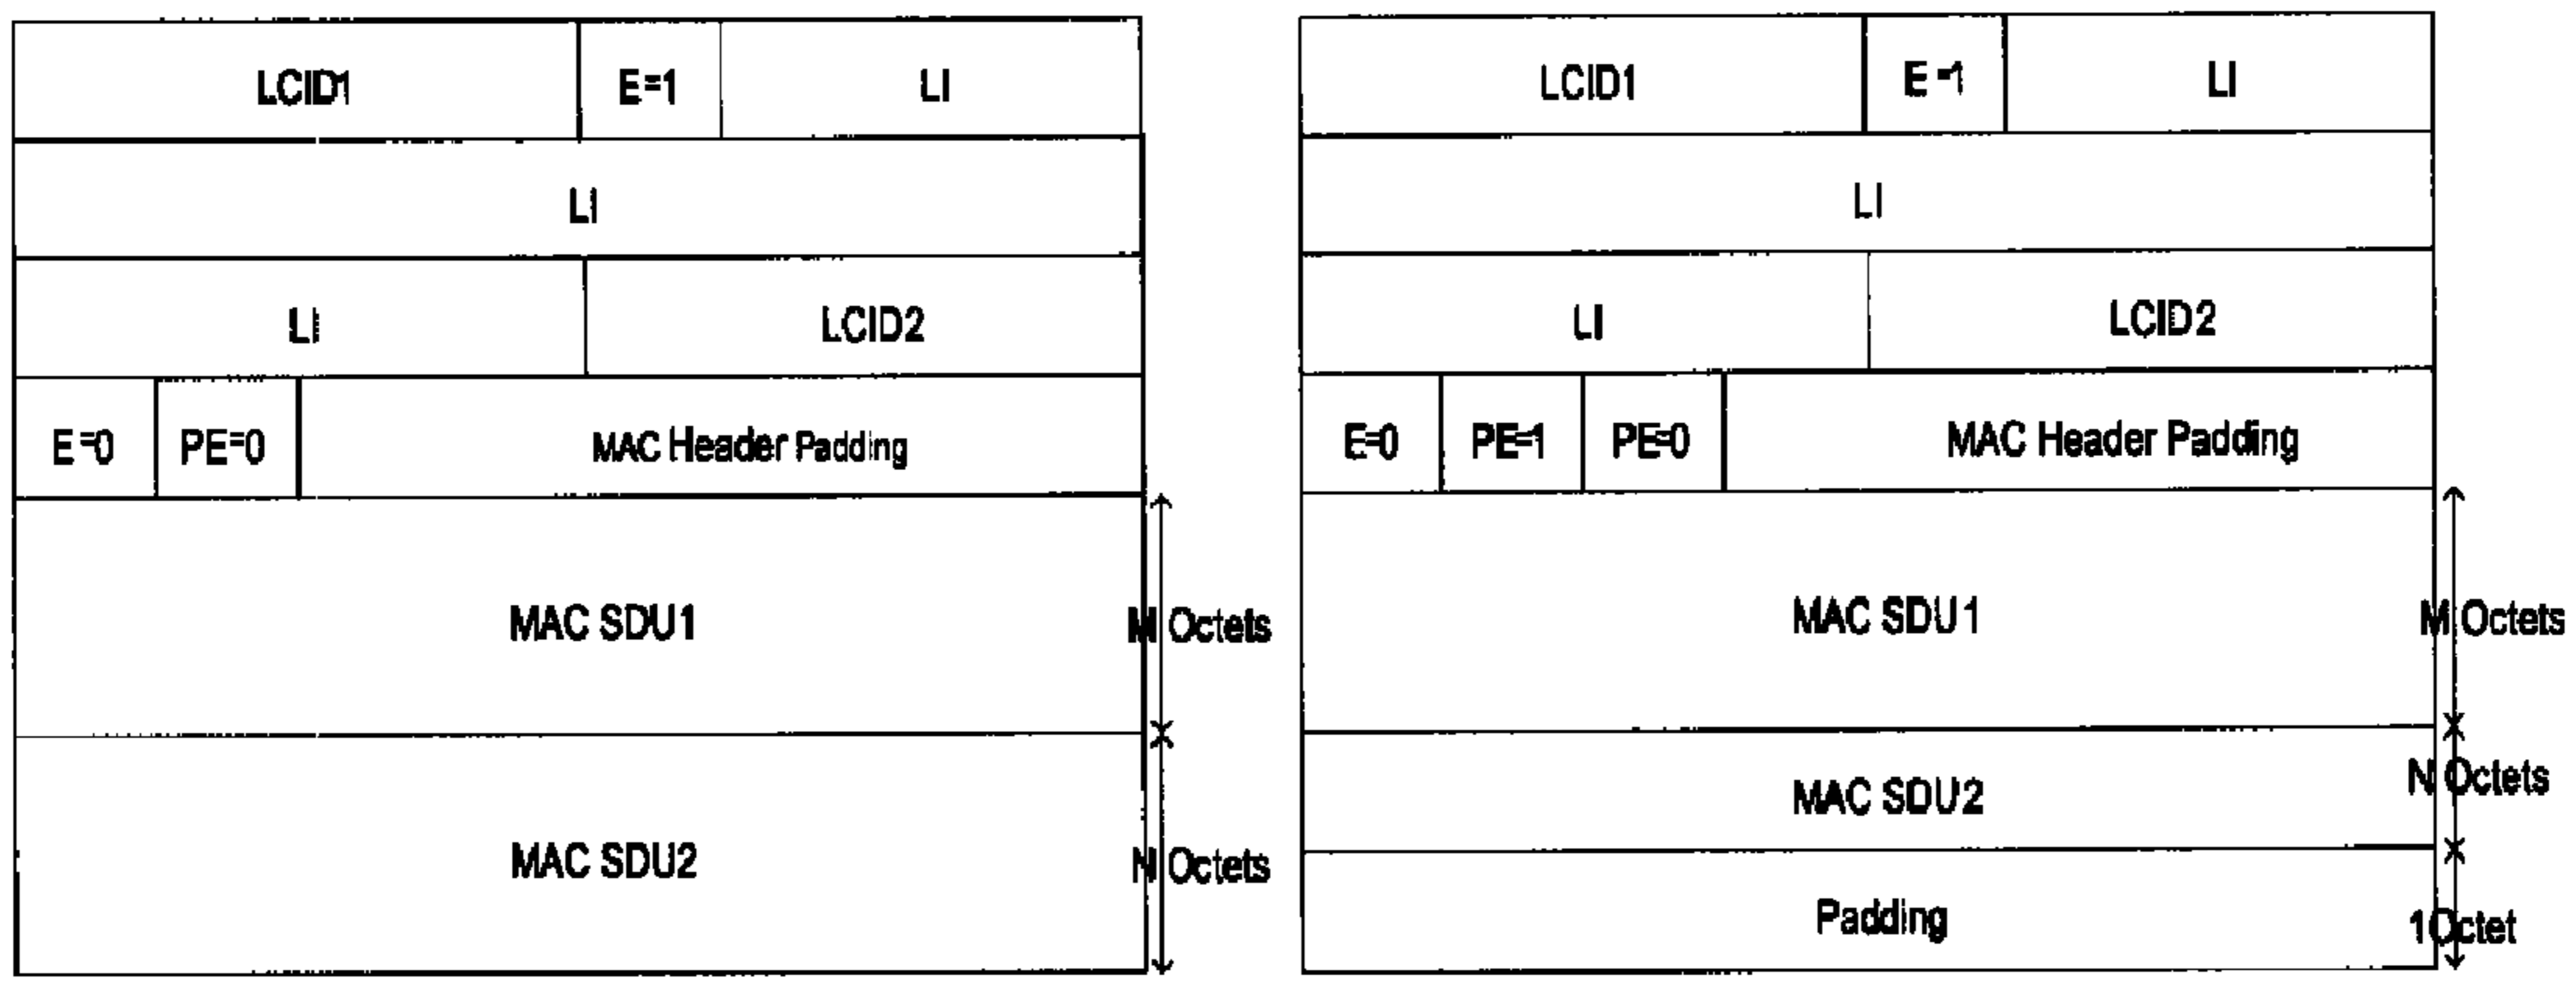 LCID1 E=1 LI
LI
LI LCID2
E=0 PE=0 MAC Header Padding
MAC SDU1 M Octets
MAC SDU2 N Octets
LCID1 E=1 LI
LI
LI LCID2
E=0 PE=1 PE=0 MAC Header Padding
MAC SDU1 M Octets
MAC SDU2 N Octets
Padding 1Octet